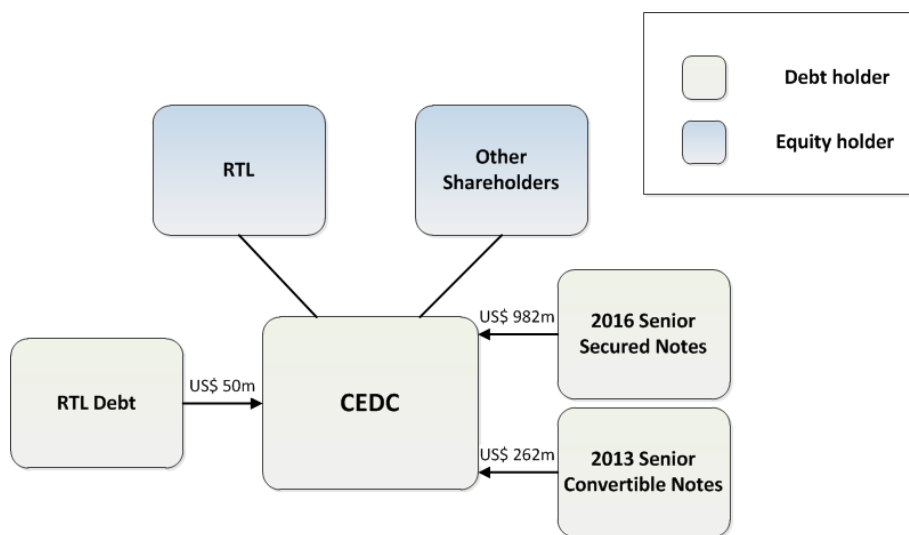 Debt holder
Equity holder
RTL
Other
Shareholders
US$ 982m
2016 Senior
Secured Notes
US$ 50m
RTL Debt
CEDC
US$ 262m
2013 Senior
Convertible Notes